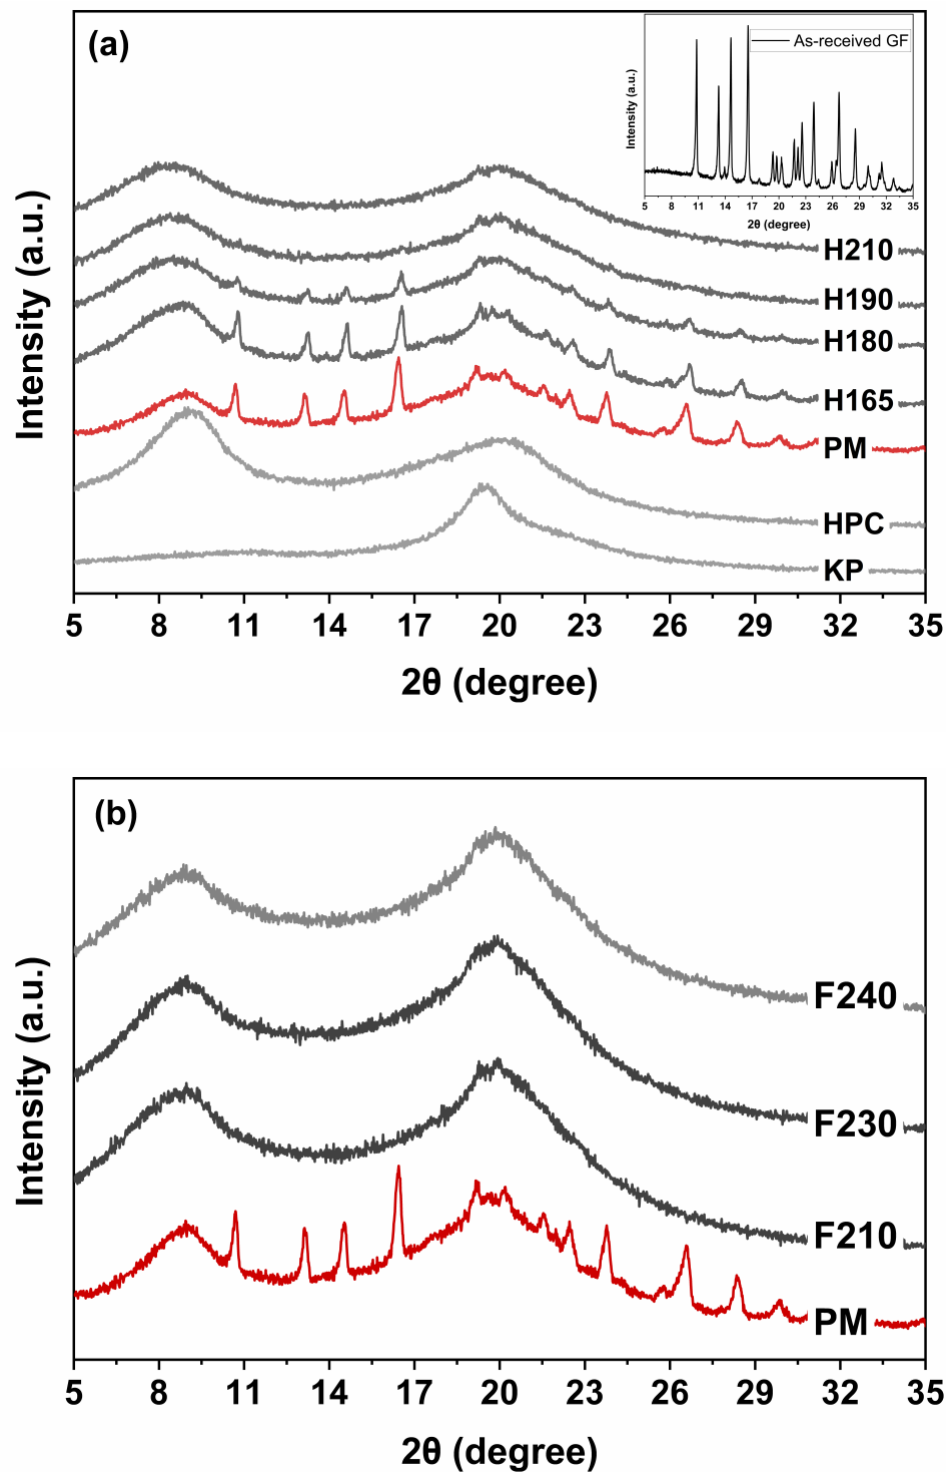 (a)
Intensity (a.u.)
As-received GF
Intensity (a.u.)
5 8 11 14 17 20 23 26 29 32 35
2θ (degree)
H210
H190
H180
H165
PM
HPC
KP
5 8 11 14 17 20 23 26 29 32 35
2θ (degree)
(b)
Intensity (a.u.)
F240
F230
F210
PM
5 8 11 14 17 20 23 26 29 32 35
2θ (degree)